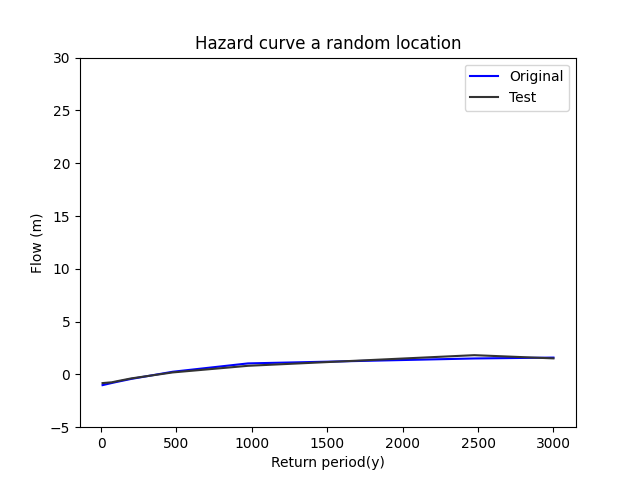 Hazard curve a random location
Original
Test
30
25
20
15
10
5
0
−5
Flow (m)
0 500 1000 1500 2000 2500 3000
Return period(y)